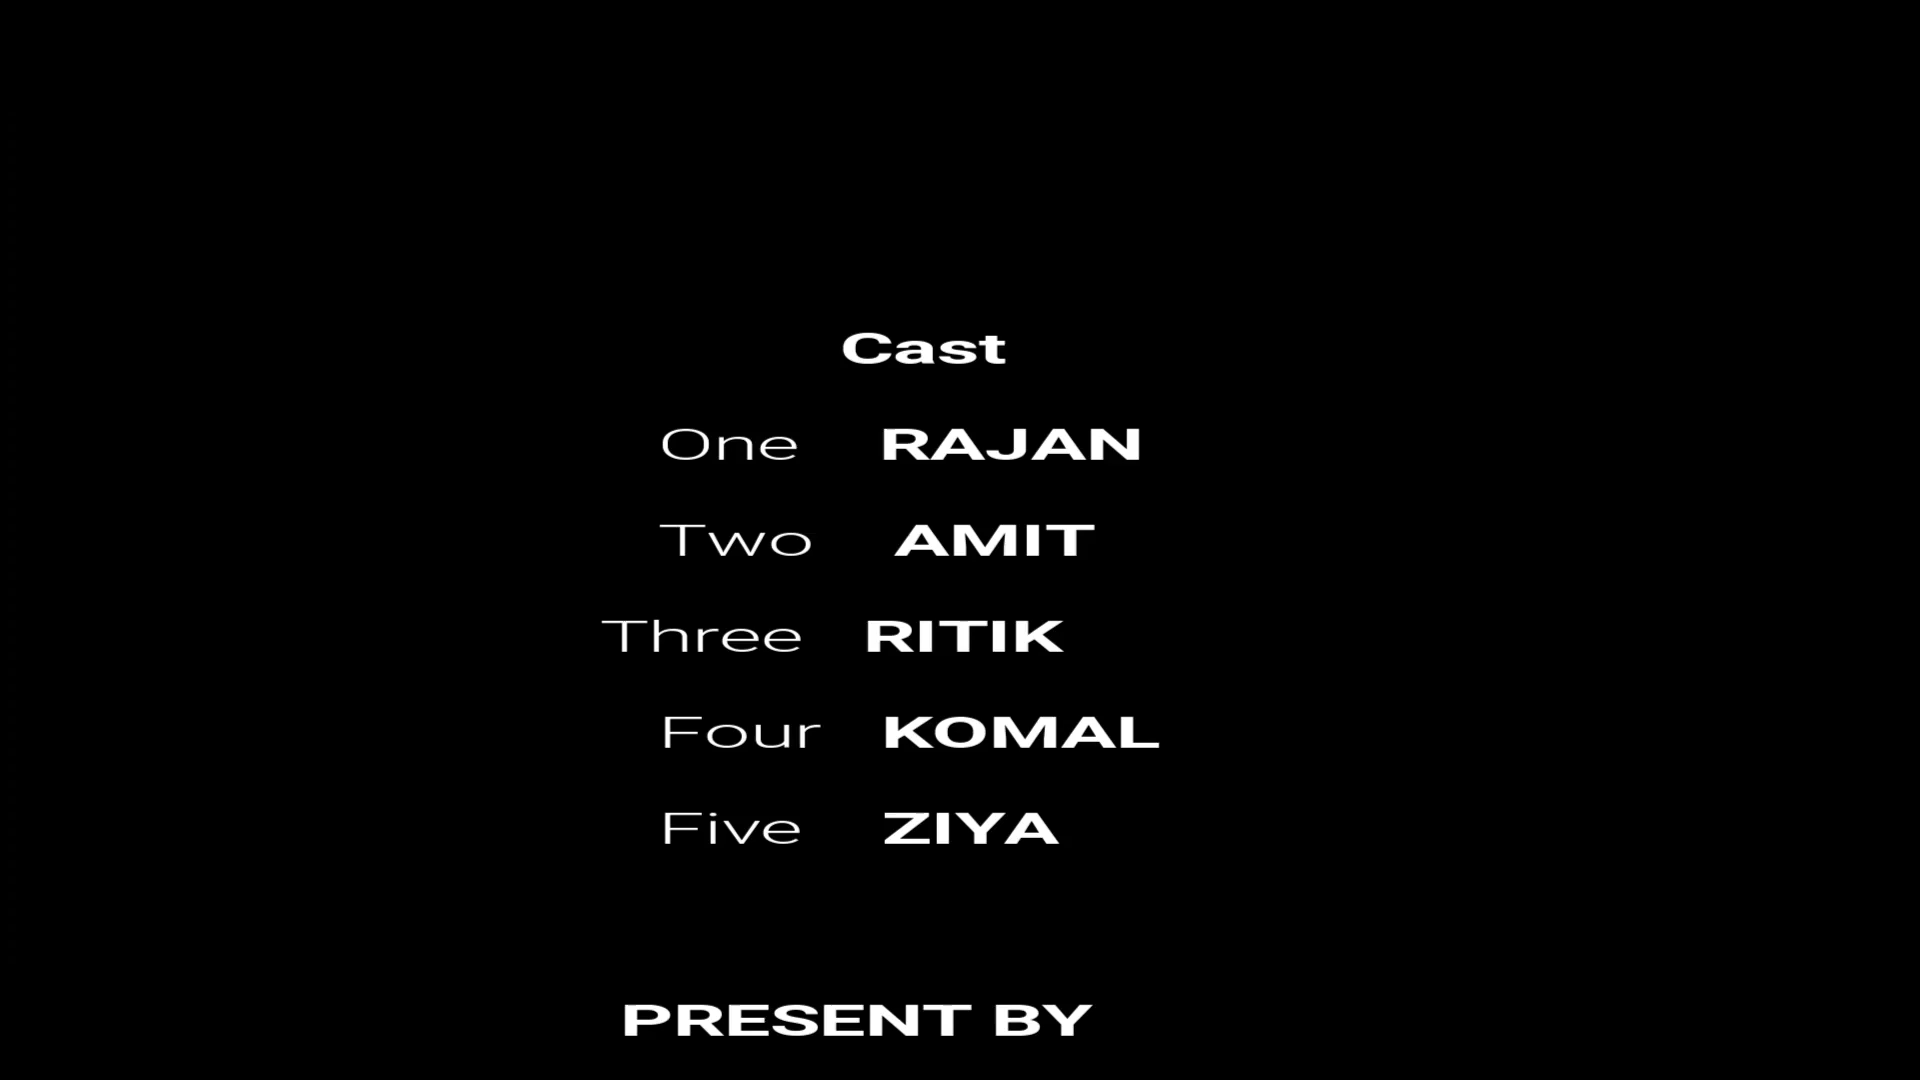 Cast
One RAJAN
Two AMIT
Three RITIK
Four KOMAL
Five ZIYA
PRESENT BY